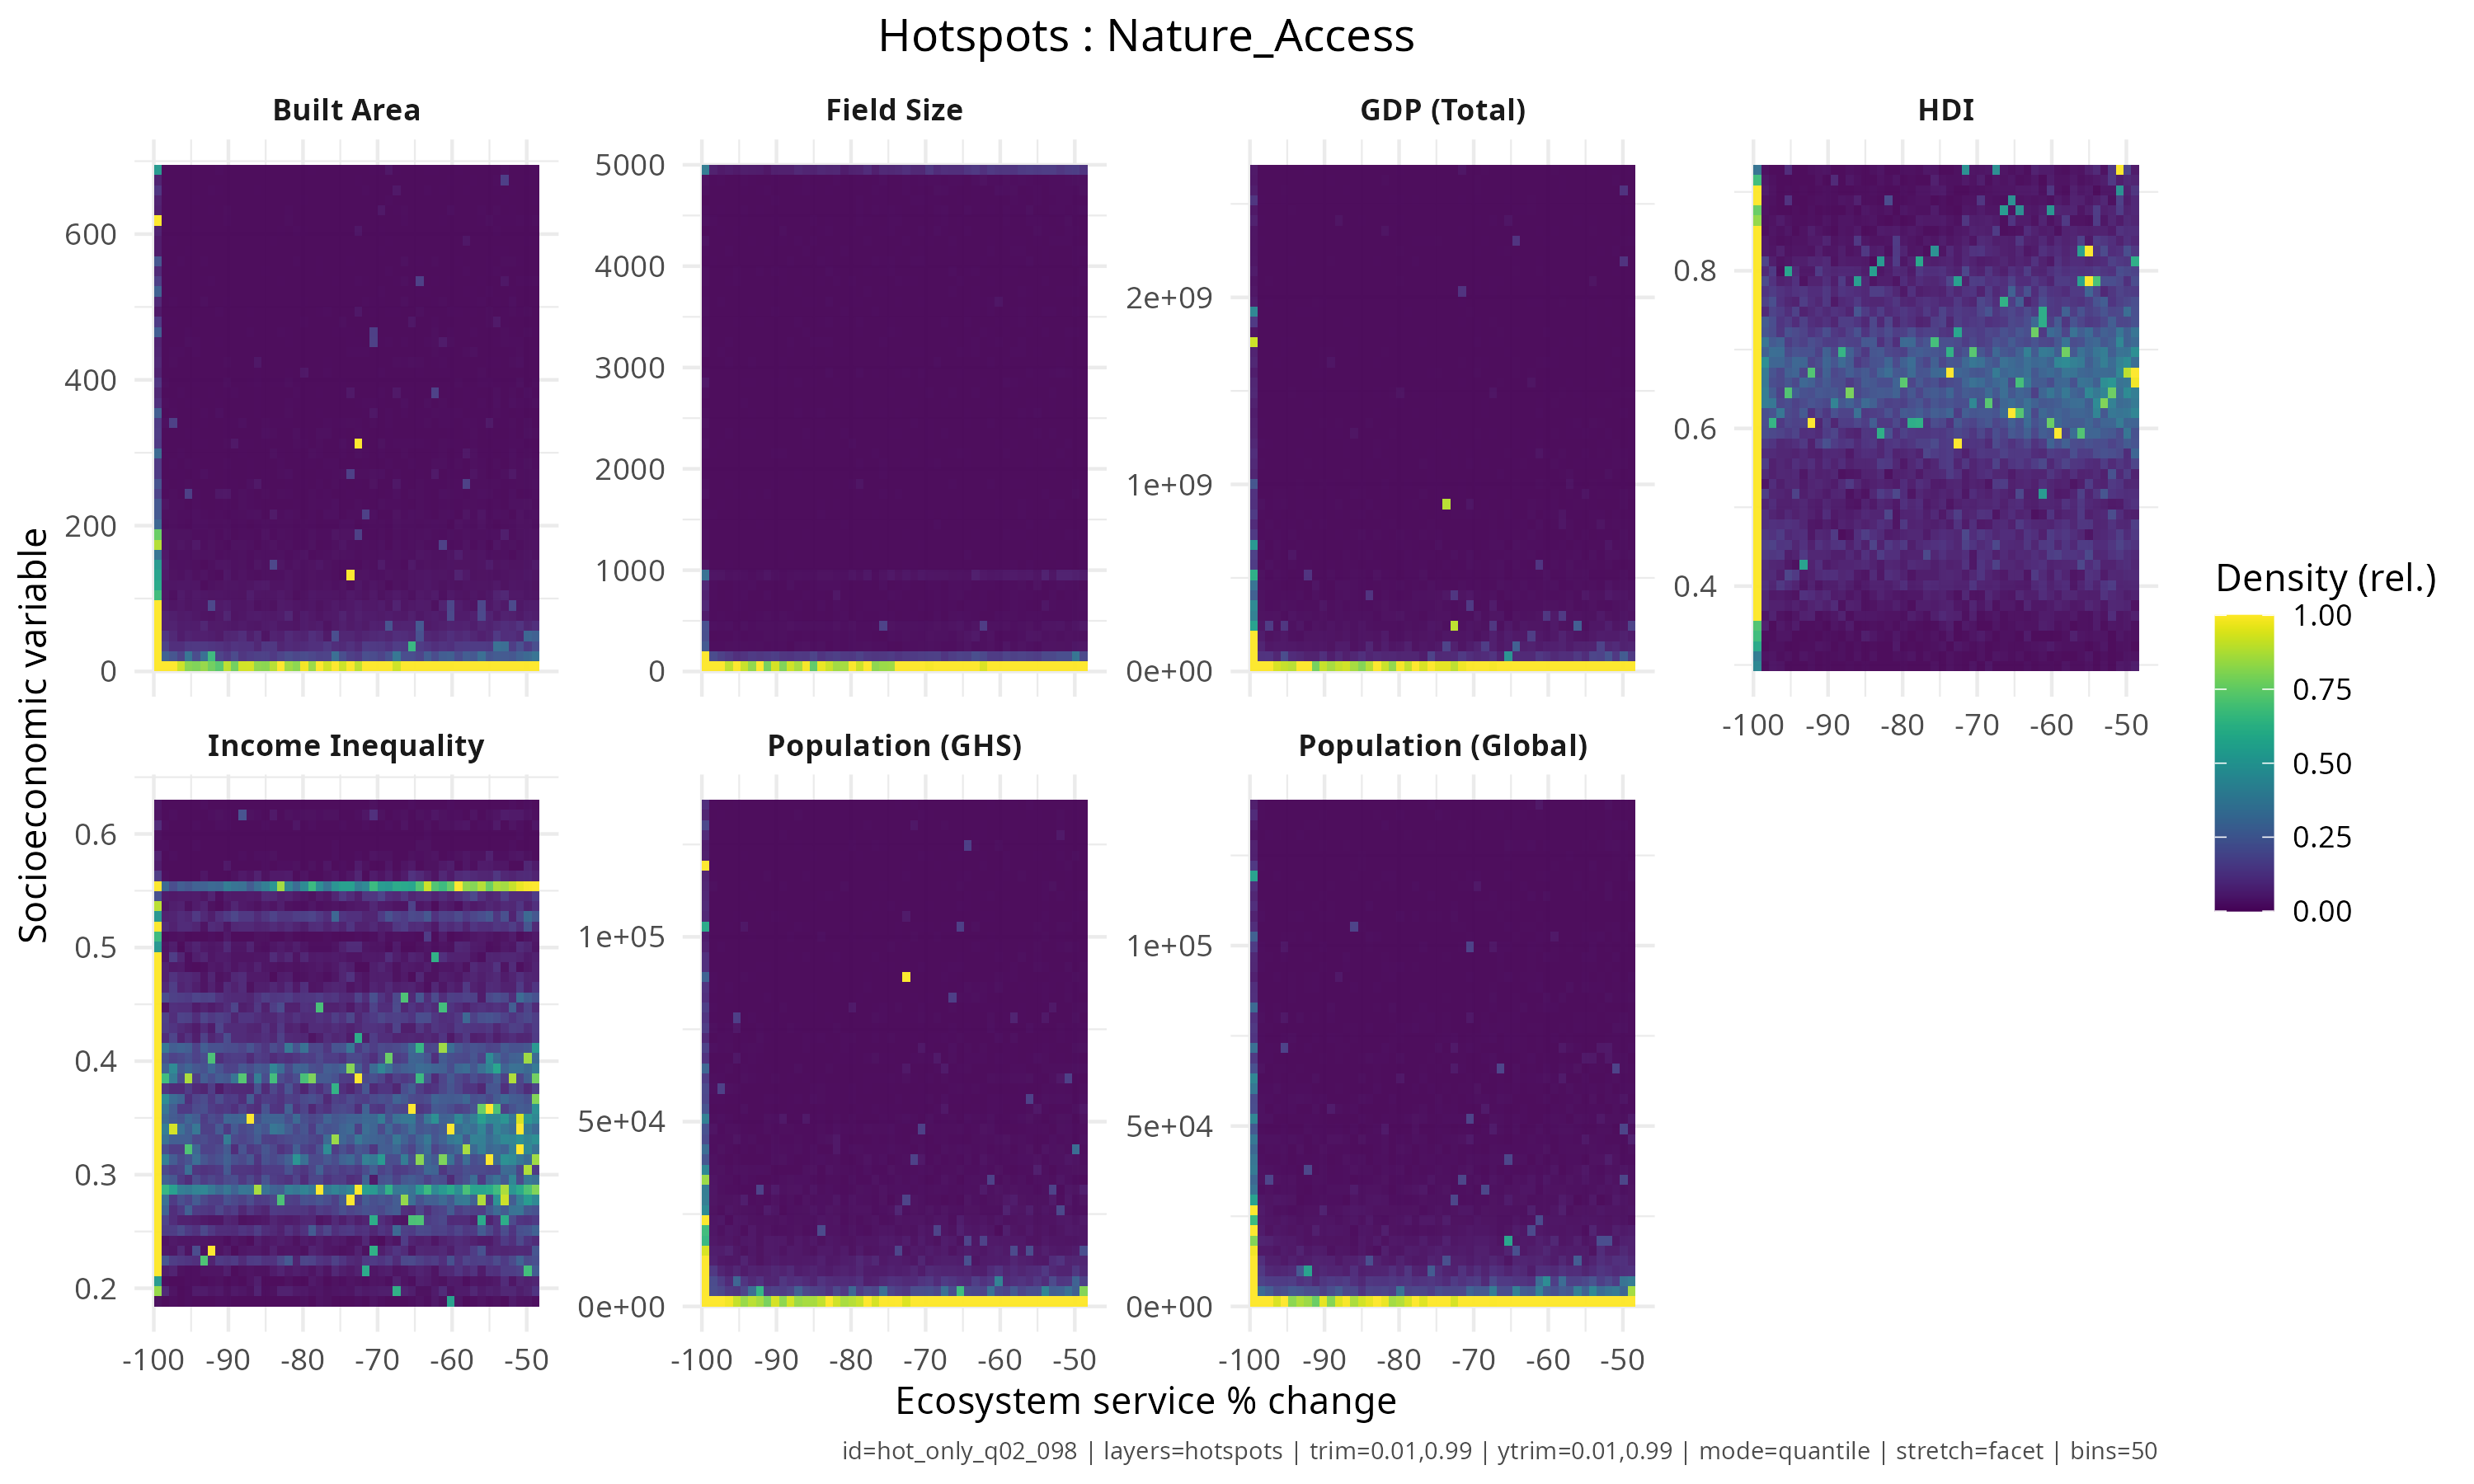 Hotspots : Nature_Access
Built Area
Field Size
GDP (Total)
HDI
600
400
200
0
5000
4000
3000
2000
1000
0
2e+09
1e+09
0e+00
0.8
0.6
0.4
-100 -90 -80 -70 -60 -50
Income Inequality
Population (GHS)
Population (Global)
0.6
0.5
0.4
0.3
0.2
1e+05
5e+04
0e+00
1e+05
5e+04
0e+00
-100 -90 -80 -70 -60 -50
-100 -90 -80 -70 -60 -50
-100 -90 -80 -70 -60 -50
Socioeconomic variable
Ecosystem service % change
Density (rel.)
1.00
0.75
0.50
0.25
0.00
id=hot_only_q02_098 | layers=hotspots | trim=0.01,0.99 | ytrim=0.01,0.99 | mode=quantile | stretch=facet | bins=50